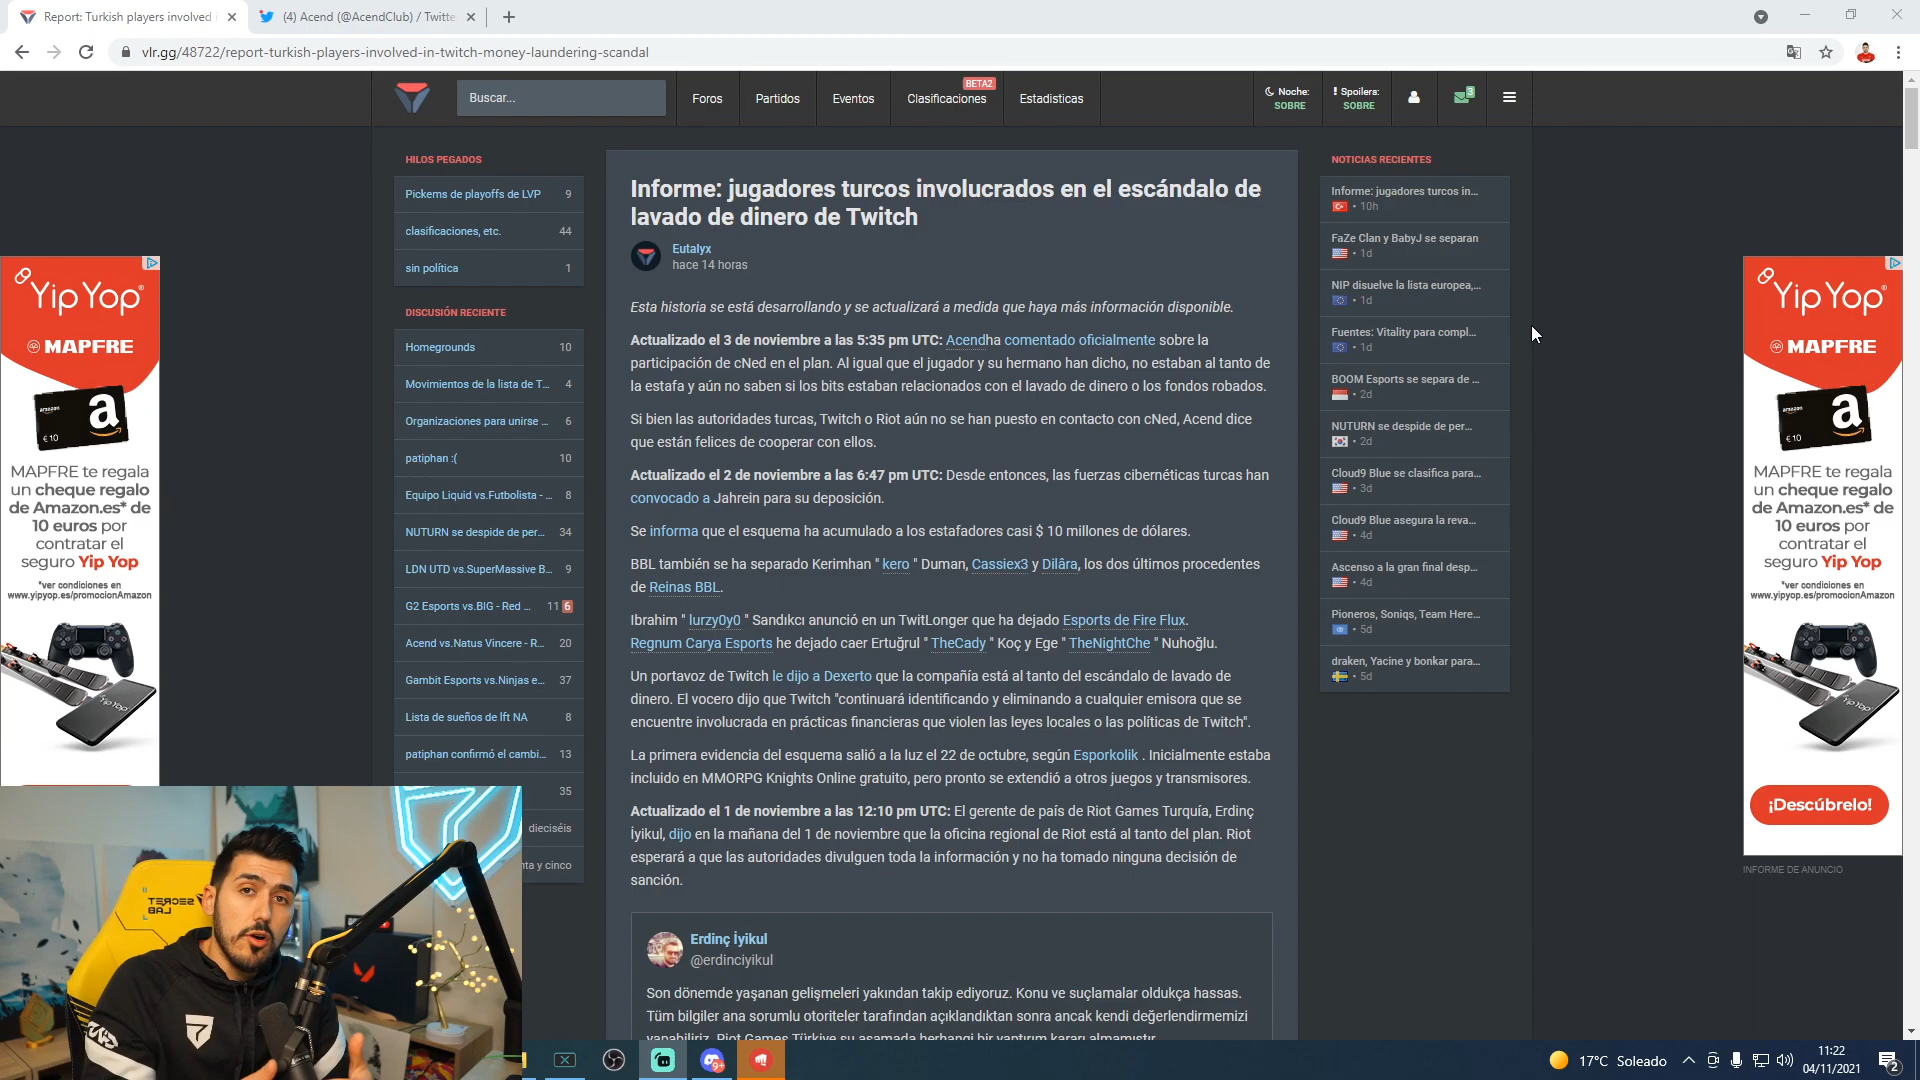 Report: Turkish players involved
(4) Acend (@AcendClub) / Twitte
vlr.gg/48722/report-turkish-players-involved-in-twitch-money-laundering-scandal
Buscar...
Foros
Partidos
Eventos
Clasificaciones
BETA2
Estadisticas
Noche:
SOBRE
! Spoilers:
SOBRE
3
HILOS PEGADOS
Pickems de playoffs de LVP 9
clasificaciones, etc. 44
sin política 1
DISCUSIÓN RECIENTE
Homegrounds 10
Movimientos de la lista de T... 4
Organizaciones para unirse ... 6
patiphan :( 10
Equipo Liquid vs.Futbolista - ... 8
NUTURN se despide de per... 34
LDN UTD vs.SuperMassive B... 9
G2 Esports vs.BIG - Red ... 11 6
Acend vs.Natus Vincere - R... 20
Gambit Esports vs.Ninjas e... 37
Lista de sueños de lft NA 8
patiphan confirmó el cambi... 13
35
dieciséis
nta y cinco
Informe: jugadores turcos involucrados en el escándalo de
lavado de dinero de Twitch
Eutalyx
hace 14 horas
Esta historia se está desarrollando y se actualizará a medida que haya más información disponible.
Actualizado el 3 de noviembre a las 5:35 pm UTC: Acendha comentado oficialmente sobre la
participación de cNed en el plan. Al igual que el jugador y su hermano han dicho, no estaban al tanto de
la estafa y aún no saben si los bits estaban relacionados con el lavado de dinero o los fondos robados.
Si bien las autoridades turcas, Twitch o Riot aún no se han puesto en contacto con cNed, Acend dice
que están felices de cooperar con ellos.
Actualizado el 2 de noviembre a las 6:47 pm UTC: Desde entonces, las fuerzas cibernéticas turcas han
convocado a Jahrein para su deposición.
Se informa que el esquema ha acumulado a los estafadores casi $ 10 millones de dólares.
BBL también se ha separado Kerimhan " kero " Duman, Cassiex3 y Dilâra, los dos últimos procedentes
de Reinas BBL.
Ibrahim " lurzy0y0 " Sandıkcı anunció en un TwitLonger que ha dejado Esports de Fire Flux.
Regnum Carya Esports he dejado caer Ertuğrul " TheCady " Koç y Ege " TheNightChe " Nuhoğlu.
Un portavoz de Twitch le dijo a Dexerto que la compañía está al tanto del escándalo de lavado de
dinero. El vocero dijo que Twitch "continuará identificando y eliminando a cualquier emisora que se
encuentre involucrada en prácticas financieras que violen las leyes locales o las políticas de Twitch".
La primera evidencia del esquema salió a la luz el 22 de octubre, según Esporkolik . Inicialmente estaba
incluido en MMORPG Knights Online gratuito, pero pronto se extendió a otros juegos y transmisores.
Actualizado el 1 de noviembre a las 12:10 pm UTC: El gerente de país de Riot Games Turquía, Erdinç
İyikul, dijo en la mañana del 1 de noviembre que la oficina regional de Riot está al tanto del plan. Riot
esperará a que las autoridades divulguen toda la información y no ha tomado ninguna decisión de
sanción.
Erdinç İyikul
@erdinciyikul
Son dönemde yaşanan gelişmeleri yakından takip ediyoruz. Konu ve suçlamalar oldukça hassas.
Tüm bilgiler ana sorumlu otoriteler tarafından açıklandıktan sonra ancak kendi değerlendirmemizi
yapabiliriz. Riot Games Türkiye şu aşamada herhangi bir yaptırım kararı almamıştır.
NOTICIAS RECIENTES
Informe: jugadores turcos in...
• 10h
FaZe Clan y BabyJ se separan
• 1d
NIP disuelve la lista europea,...
• 1d
Fuentes: Vitality para compl...
• 1d
BOOM Esports se separa de ...
• 2d
NUTURN se despide de per...
• 2d
Cloud9 Blue se clasifica para...
• 3d
Cloud9 Blue asegura la reva...
• 4d
Ascenso a la gran final desp...
• 4d
Pioneros, Soniqs, Team Here...
• 5d
draken, Yacine y bonkar para...
• 5d
YipYop
MAPFRE
amazon
a
€ 10
MAPFRE te regala
un cheque regalo
de Amazon.es* de
10 euros por
contratar el
seguro Yip Yop
*ver condiciones en
www.yipyop.es/promocionAmazon
YipYop
YipYop
MAPFRE
amazon
a
€ 10
MAPFRE te regala
un cheque regalo
de Amazon.es* de
10 euros por
contratar el
seguro Yip Yop
*ver condiciones en
www.yipyop.es/promocionAmazon
YipYop
¡Descúbrelo!
INFORME DE ANUNCIO
SECRET
LAB
9+
17°C Soleado
11:22
04/11/2021
2